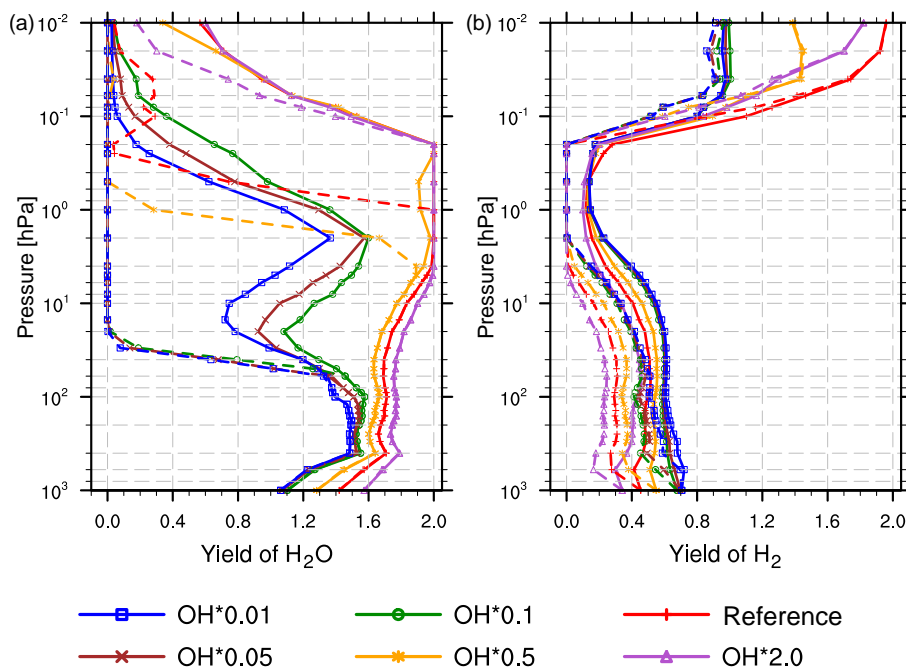 (a)
(b)
10-2
10-1
100
101
102
103
Pressure [hPa]
0.0 0.4 0.8 1.2 1.6 2.0
Yield of H2O
10-2
10-1
100
101
102
103
Pressure [hPa]
0.0 0.4 0.8 1.2 1.6 2.0
Yield of H2
OH*0.01 OH*0.1 Reference
OH*0.05 OH*0.5 OH*2.0